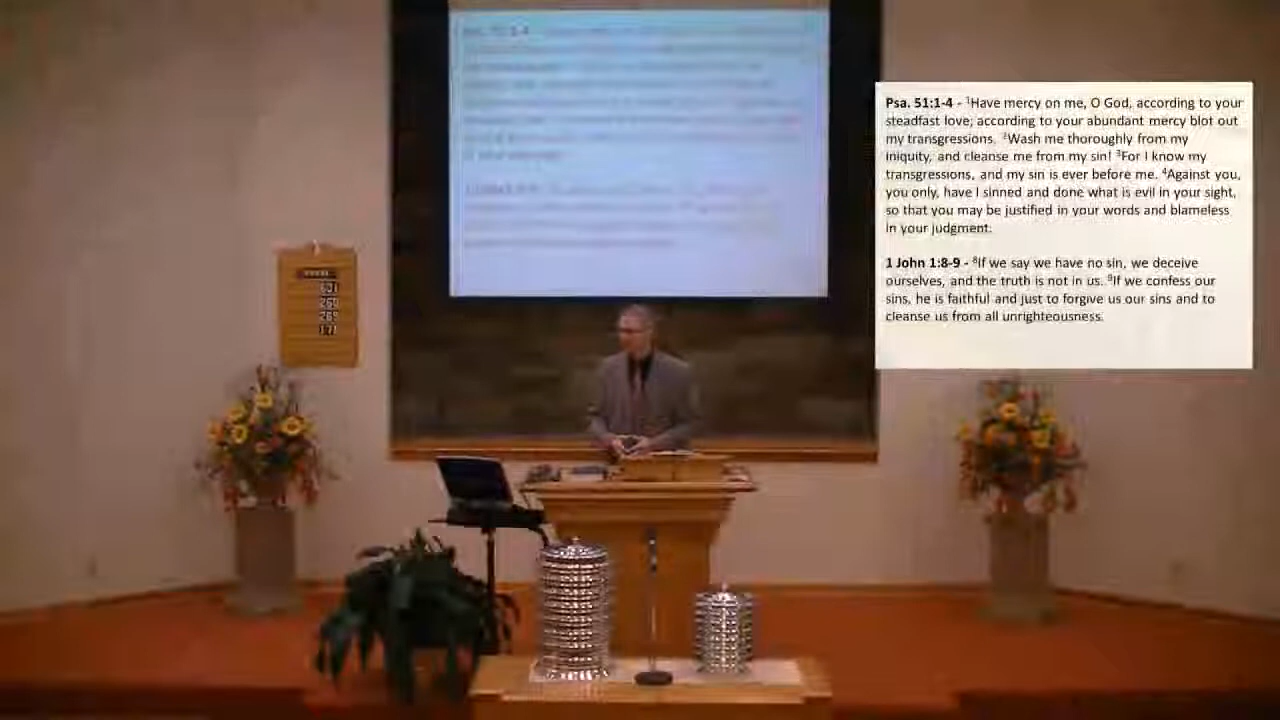 631
260
269
171
Psa. 51:1-4 - ¹Have mercy on me, O God, according to your
steadfast love; according to your abundant mercy blot out
my transgressions. ²Wash me thoroughly from my
iniquity, and cleanse me from my sin! ³For I know my
transgressions, and my sin is ever before me. ⁴Against you,
you only, have I sinned and done what is evil in your sight,
so that you may be justified in your words and blameless
in your judgment.
1 John 1:8-9 - ⁸If we say we have no sin, we deceive
ourselves, and the truth is not in us. ⁹If we confess our
sins, he is faithful and just to forgive us our sins and to
cleanse us from all unrighteousness.